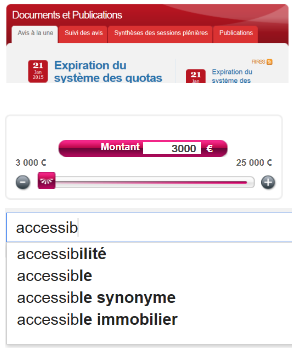 Documents et Publications
Avis à la une Suivi des avis Synthèses des sessions plénières Publications
RSS
21 Jan 2015
Expiration du système des quotas
21 Jan
Expiration du système des
Montant 3000 €
3 000 € 25 000 €
accessib
accessibilité
accessible
accessible synonyme
accessible immobilier